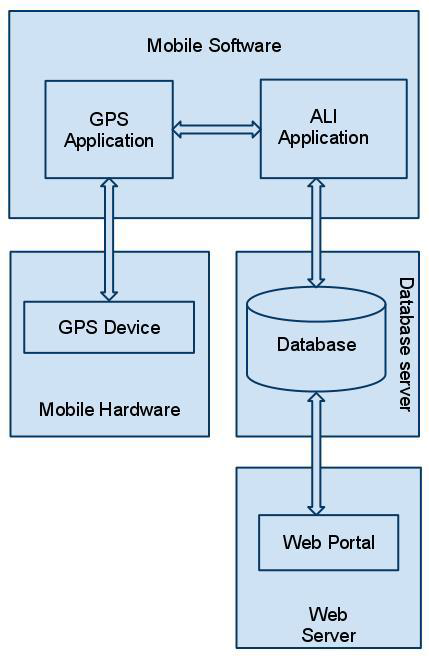 Mobile Software
GPS
Application
ALI
Application
GPS Device
Mobile Hardware
Database
Database server
Web Portal
Web
Server